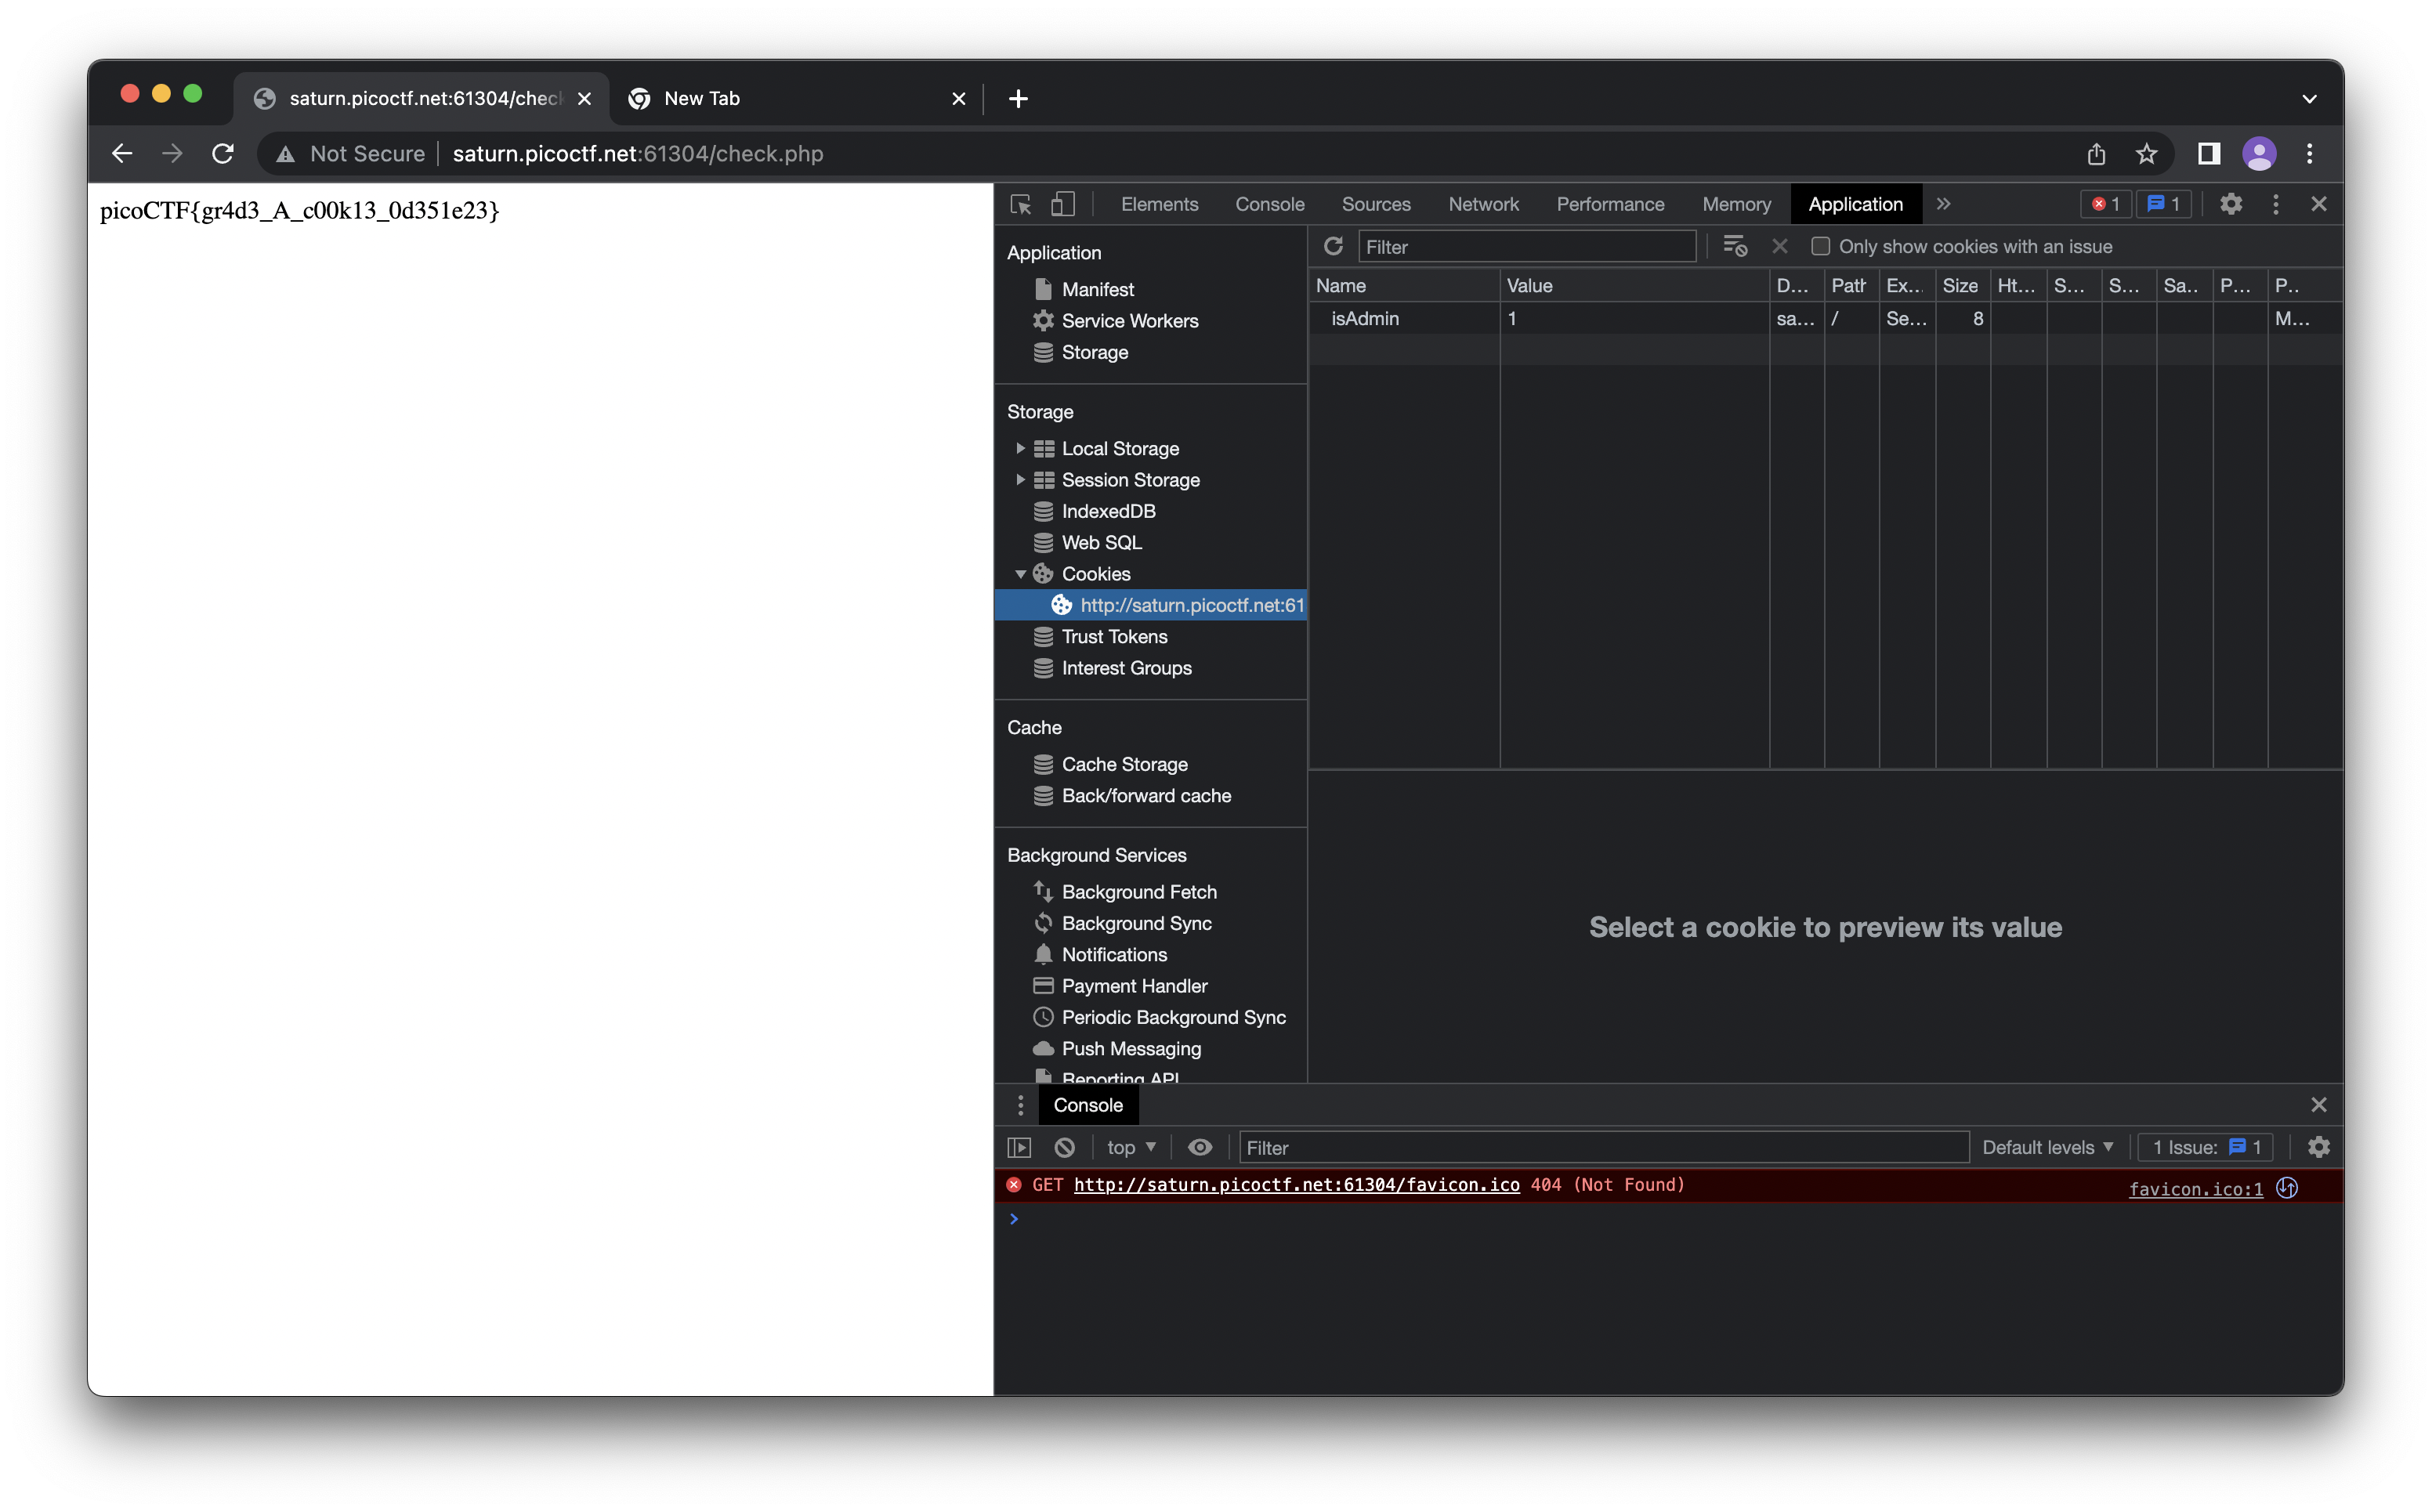 saturn.picoctf.net:61304/chec
New Tab
Not Secure saturn.picoctf.net:61304/check.php
picoCTF{gr4d3_A_c00k13_0d351e23}
Elements Console Sources Network Performance Memory Application 1 1
Filter Only show cookies with an issue
Name Value D... Path Ex... Size Ht... S... S... Sa.. P... P..
isAdmin 1 sa... / Se... 8 M...
Application
Manifest
Service Workers
Storage
Storage
Local Storage
Session Storage
IndexedDB
Web SQL
Cookies
http://saturn.picoctf.net:61
Trust Tokens
Interest Groups
Cache
Cache Storage
Back/forward cache
Background Services
Background Fetch
Background Sync
Notifications
Payment Handler
Periodic Background Sync
Push Messaging
Reporting API
Select a cookie to preview its value
Console
top Filter Default levels 1 Issue: 1
GET http://saturn.picoctf.net:61304/favicon.ico 404 (Not Found) favicon.ico:1